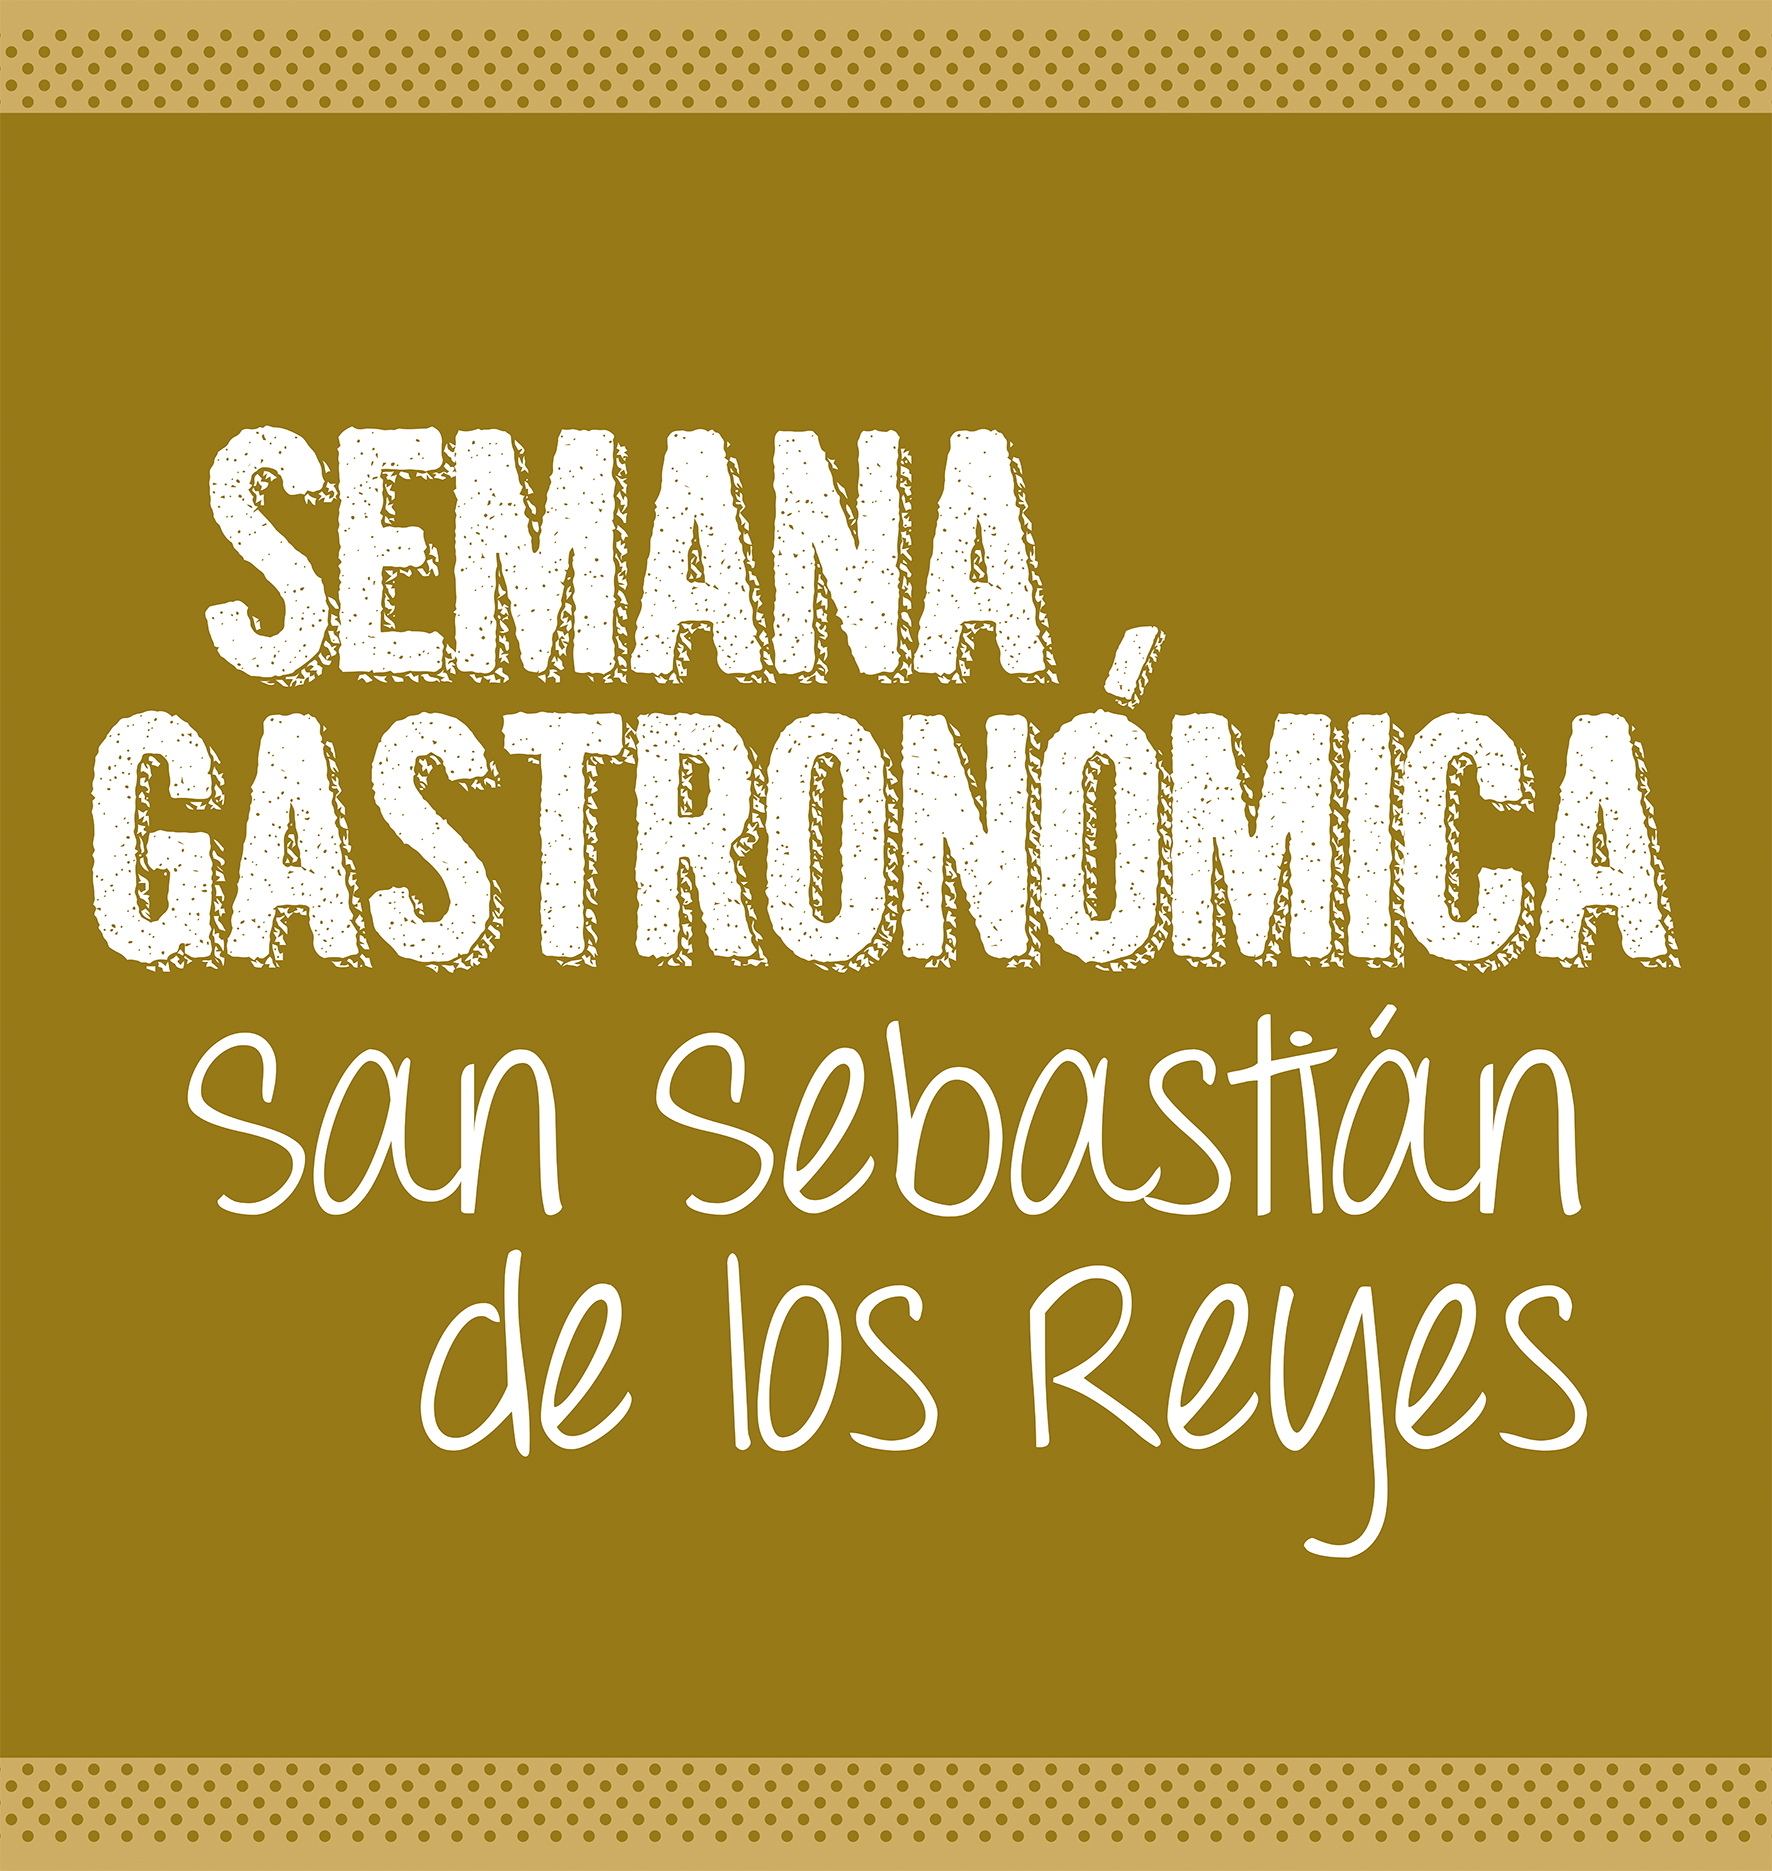 SEMANA
GASTRONÓMICA
San Sebastián
de los Reyes